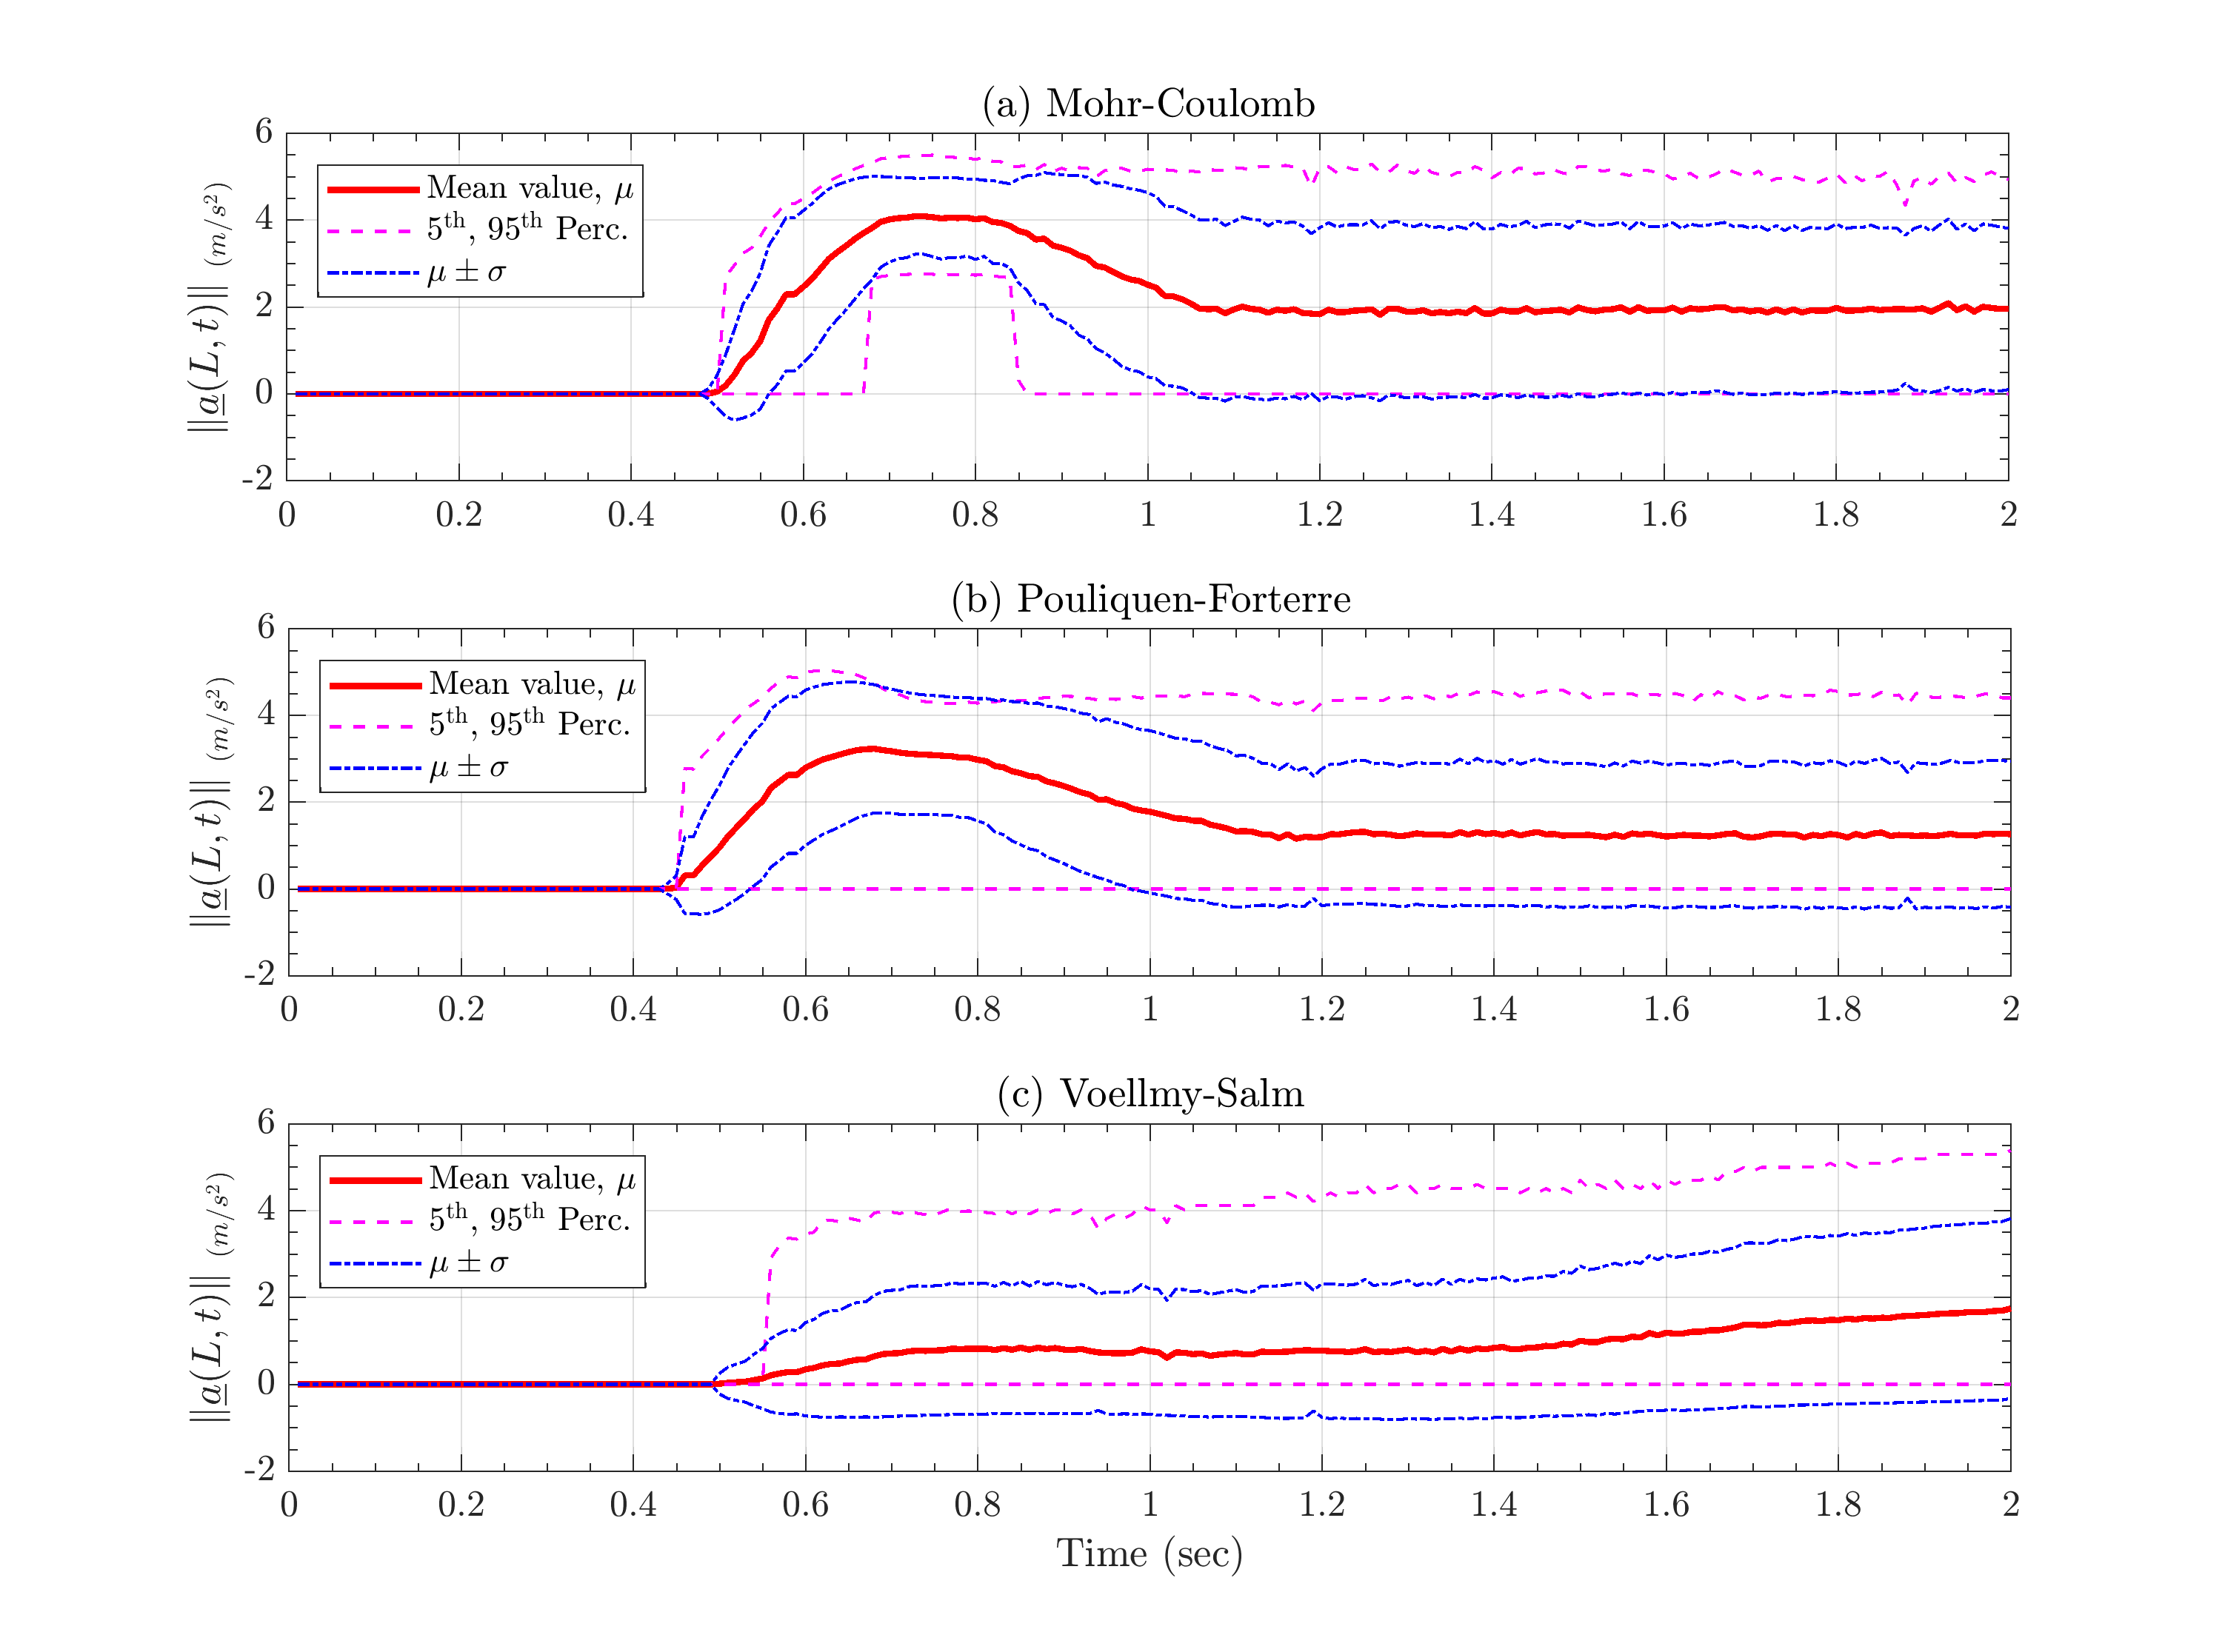 (a) Mohr-Coulomb
6
4
2
0
-2
||a(L, t)|| (m/s²)
Mean value, μ
5th, 95th Perc.
μ ± σ
0 0.2 0.4 0.6 0.8 1 1.2 1.4 1.6 1.8 2
(b) Pouliquen-Forterre
6
4
2
0
-2
||a(L, t)|| (m/s²)
Mean value, μ
5th, 95th Perc.
μ ± σ
0 0.2 0.4 0.6 0.8 1 1.2 1.4 1.6 1.8 2
(c) Voellmy-Salm
6
4
2
0
-2
||a(L, t)|| (m/s²)
Mean value, μ
5th, 95th Perc.
μ ± σ
0 0.2 0.4 0.6 0.8 1 1.2 1.4 1.6 1.8 2
Time (sec)